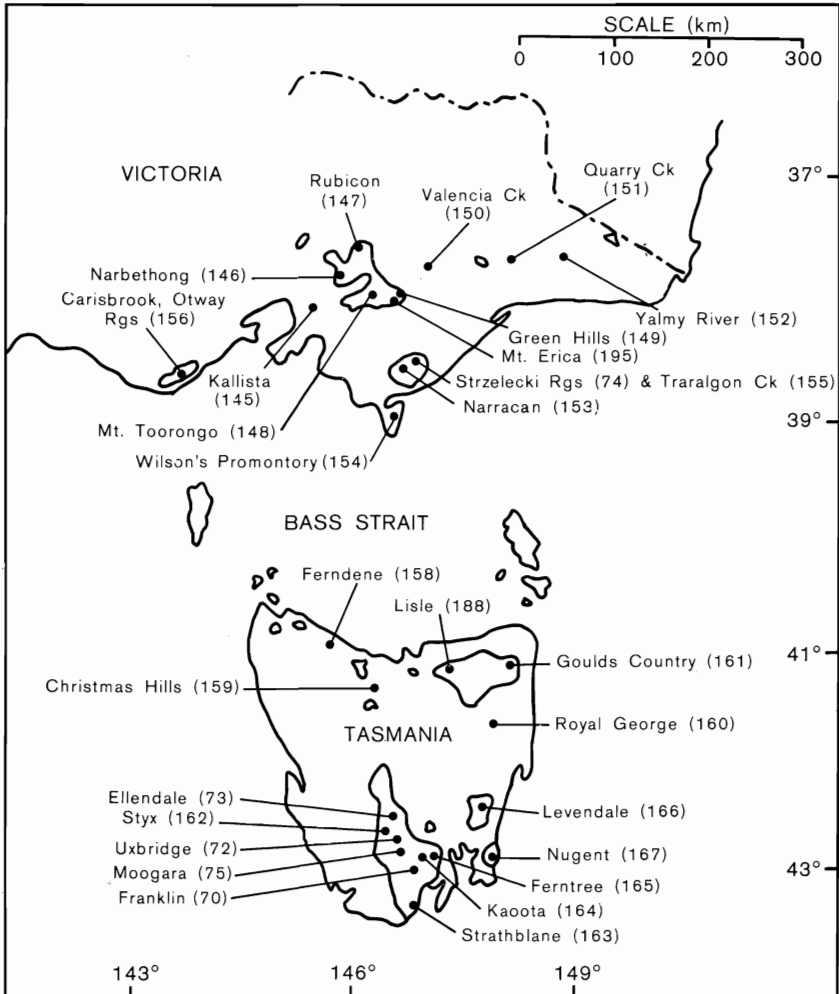 SCALE (km)
0 100 200 300
VICTORIA
37°
Rubicon
(147)
Valencia Ck
(150)
Quarry Ck
(151)
Narbethong (146)
Carisbrook, Otway
Rgs (156)
Kallista
(145)
Mt. Toorongo (148)
Wilson's Promontory (154)
Yalmy River (152)
Green Hills (149)
Mt. Erica (195)
Strzelecki Rgs (74) & Traralgon Ck (155)
Narracan (153)
39°
BASS STRAIT
Ferndene (158)
Lisle (188)
41°
Goulds Country (161)
Christmas Hills (159)
Royal George (160)
TASMANIA
Ellendale (73)
Styx (162)
Uxbridge (72)
Moogara (75)
Franklin (70)
Levendale (166)
Nugent (167)
43°
Ferntree (165)
Kaoota (164)
Strathblane (163)
143° 146° 149°